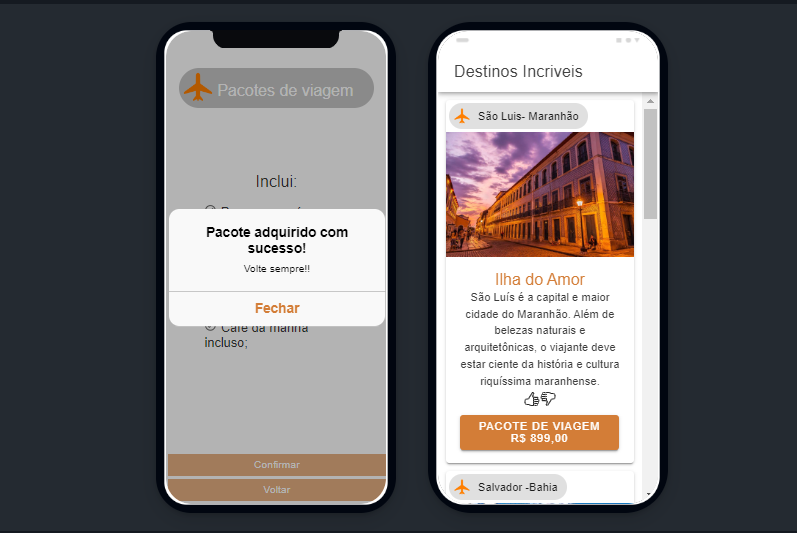 Pacotes de viagem
Inclui:
Pacote adquirido com
sucesso!
Volte sempre!!
Fechar
Café da manhã
incluso;
Confirmar
Voltar
Destinos Incriveis
São Luis- Maranhão
Ilha do Amor
São Luís é a capital e maior
cidade do Maranhão. Além de
belezas naturais e
arquitetônicas, o viajante deve
estar ciente da história e cultura
riquíssima maranhense.
PACOTE DE VIAGEM
R$ 899,00
Salvador -Bahia